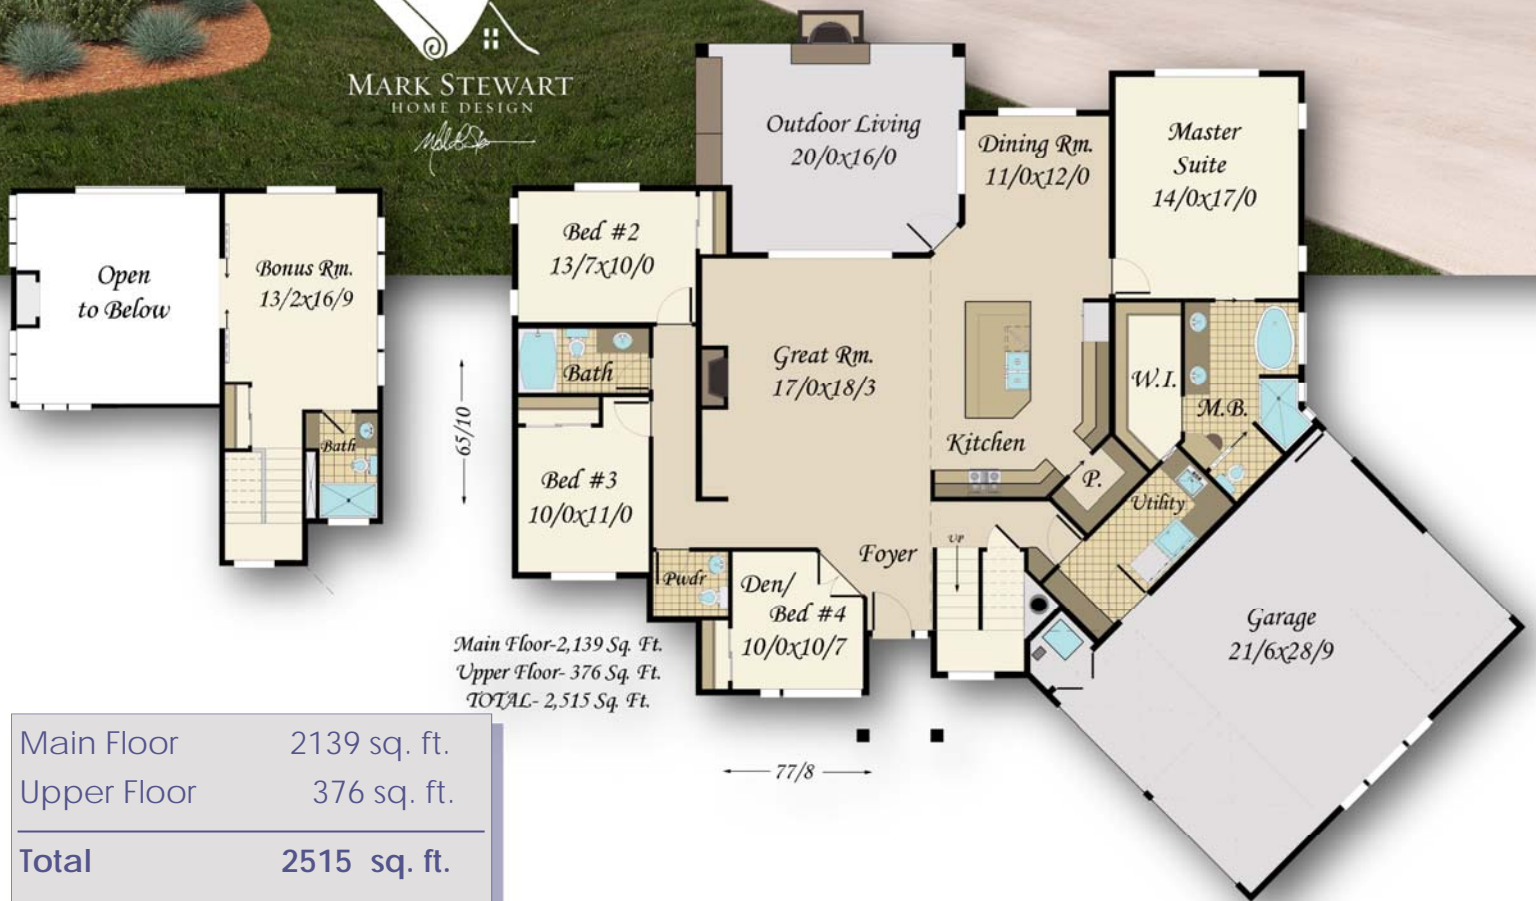 MARK STEWART
HOME DESIGN
Outdoor Living
20/0x16/0
Dining Rm.
11/0x12/0
Master
Suite
14/0x17/0
Open
to Below
Bonus Rm.
13/2x16/9
Bath
Bed #2
13/7x10/0
Bath
Great Rm.
17/0x18/3
Kitchen
W.I.
M.B.
P.
Utility
65/10
Bed #3
10/0x11/0
Foyer
UP
Pwdr
Den/
Bed #4
10/0x10/7
Garage
21/6x28/9
Main Floor-2,139 Sq. Ft.
Upper Floor- 376 Sq. Ft.
TOTAL- 2,515 Sq. Ft.
77/8
Main Floor 2139 sq. ft.
Upper Floor 376 sq. ft.
Total 2515 sq. ft.